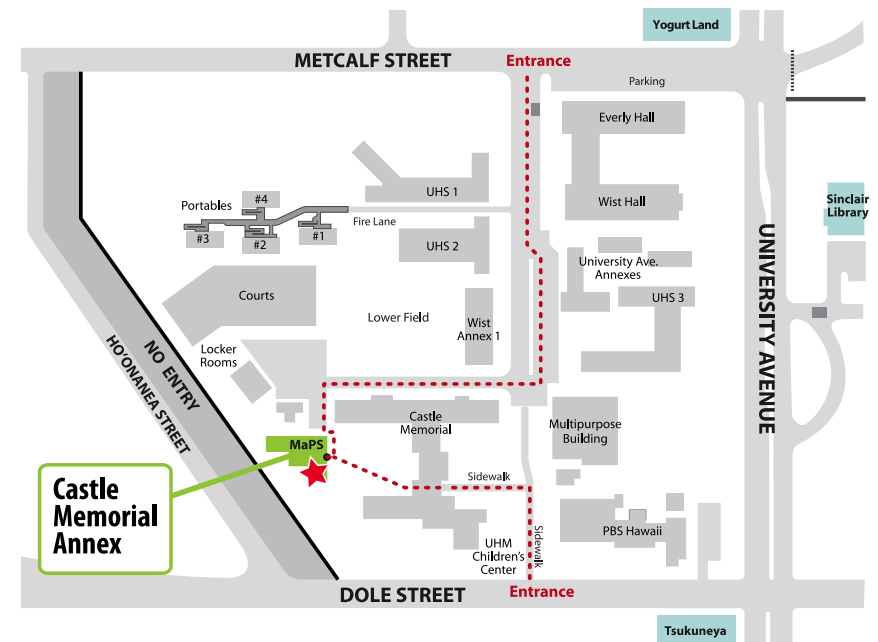 Yogurt Land
METCALF STREET
Entrance
Parking
Everly Hall
UHS 1
Portables
#4
#3
#2
#1
Fire Lane
Wist Hall
Sinclair
Library
UHS 2
University Ave.
Annexes
UHS 3
Courts
Lower Field
Wist
Annex 1
UNIVERSITY AVENUE
NO ENTRY
HO'ONANEA STREET
Locker
Rooms
Castle
Memorial
Multipurpose
Building
MaPS
Castle
Memorial
Annex
Sidewalk
Sidewalk
PBS Hawaii
UHM
Children's
Center
DOLE STREET
Entrance
Tsukuneya